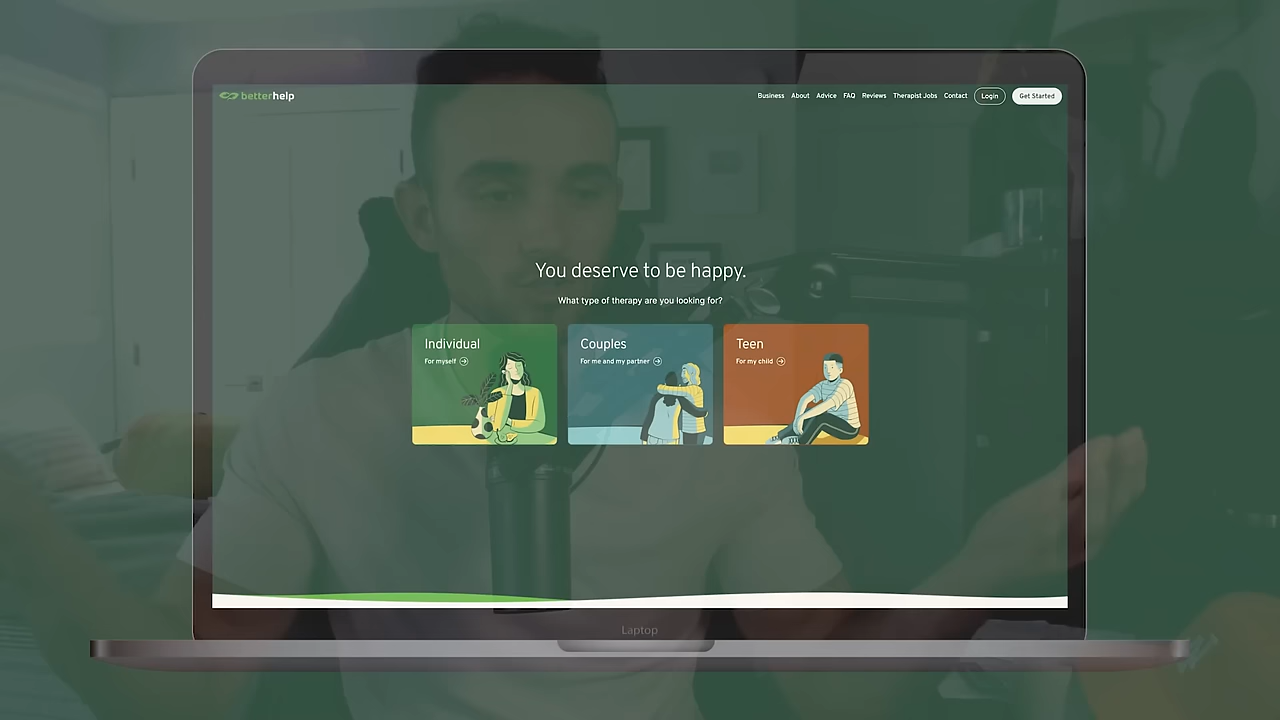 betterhelp
Business About Advice FAQ Reviews Therapist Jobs Contact Login Get Started
You deserve to be happy.
What type of therapy are you looking for?
Individual
For myself
Couples
For me and my partner
Teen
For my child
Laptop